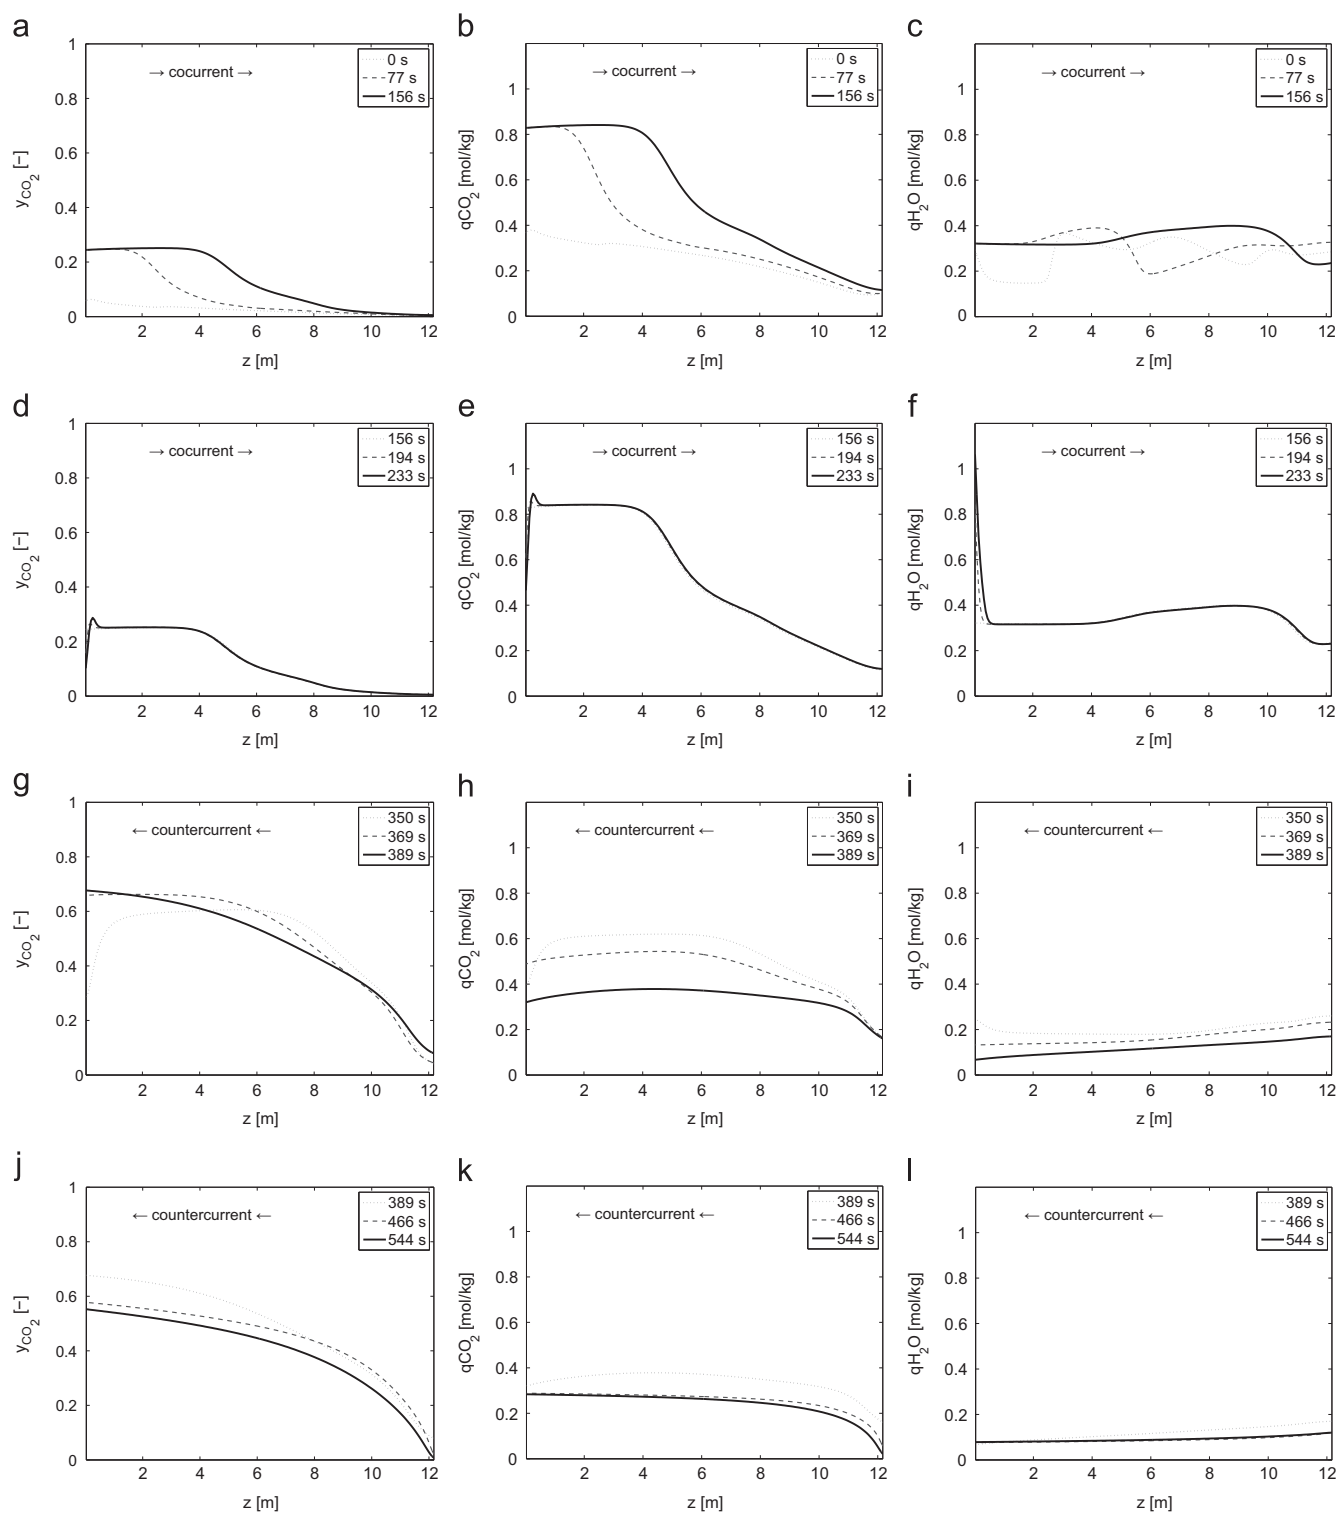 a
1
0.8
0.6
0.4
0.2
0
2
4
6
8
10
12
yCO2 [−]
z [m]
→ cocurrent →
0 s
77 s
156 s
b
1
0.8
0.6
0.4
0.2
0
2
4
6
8
10
12
qCO2 [mol/kg]
z [m]
→ cocurrent →
0 s
77 s
156 s
c
1
0.8
0.6
0.4
0.2
0
2
4
6
8
10
12
qH2O [mol/kg]
z [m]
→ cocurrent →
0 s
77 s
156 s
d
1
0.8
0.6
0.4
0.2
0
2
4
6
8
10
12
yCO2 [−]
z [m]
→ cocurrent →
156 s
194 s
233 s
e
1
0.8
0.6
0.4
0.2
0
2
4
6
8
10
12
qCO2 [mol/kg]
z [m]
→ cocurrent →
156 s
194 s
233 s
f
1
0.8
0.6
0.4
0.2
0
2
4
6
8
10
12
qH2O [mol/kg]
z [m]
→ cocurrent →
156 s
194 s
233 s
g
1
0.8
0.6
0.4
0.2
0
2
4
6
8
10
12
yCO2 [−]
z [m]
← countercurrent ←
350 s
369 s
389 s
h
1
0.8
0.6
0.4
0.2
0
2
4
6
8
10
12
qCO2 [mol/kg]
z [m]
← countercurrent ←
350 s
369 s
389 s
i
1
0.8
0.6
0.4
0.2
0
2
4
6
8
10
12
qH2O [mol/kg]
z [m]
← countercurrent ←
350 s
369 s
389 s
j
1
0.8
0.6
0.4
0.2
0
2
4
6
8
10
12
yCO2 [−]
z [m]
← countercurrent ←
389 s
466 s
544 s
k
1
0.8
0.6
0.4
0.2
0
2
4
6
8
10
12
qCO2 [mol/kg]
z [m]
← countercurrent ←
389 s
466 s
544 s
l
1
0.8
0.6
0.4
0.2
0
2
4
6
8
10
12
qH2O [mol/kg]
z [m]
← countercurrent ←
389 s
466 s
544 s